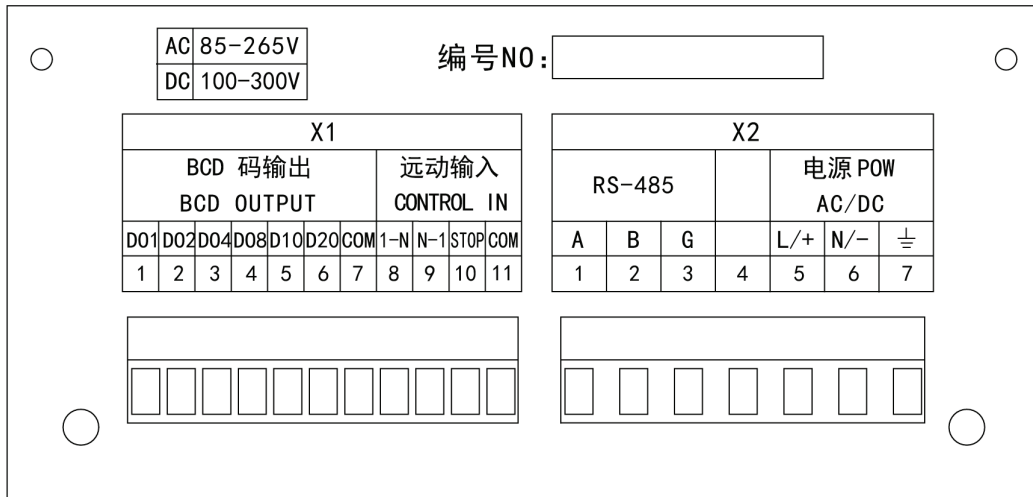 AC 85-265V
DC 100-300V
编号NO:
X1
BCD 码输出
BCD OUTPUT
远动输入
CONTROL IN
D01 D02 D04 D08 D10 D20 COM 1-N N-1 STOP COM
1 2 3 4 5 6 7 8 9 10 11
X2
RS-485
电源 POW
AC/DC
A B G L/+ N/- ⏚
1 2 3 4 5 6 7